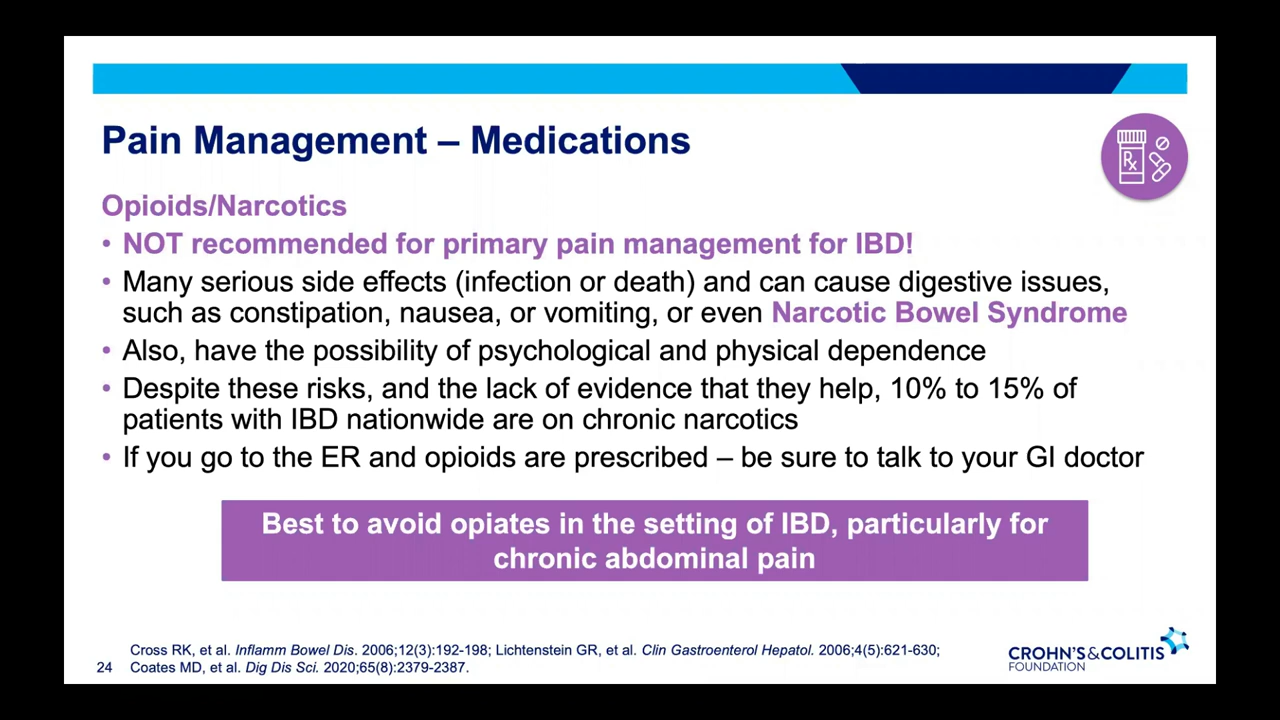 Pain Management – Medications
Rx
Opioids/Narcotics
• NOT recommended for primary pain management for IBD!
• Many serious side effects (infection or death) and can cause digestive issues,
such as constipation, nausea, or vomiting, or even Narcotic Bowel Syndrome
• Also, have the possibility of psychological and physical dependence
• Despite these risks, and the lack of evidence that they help, 10% to 15% of
patients with IBD nationwide are on chronic narcotics
• If you go to the ER and opioids are prescribed – be sure to talk to your GI doctor
Best to avoid opiates in the setting of IBD, particularly for
chronic abdominal pain
Cross RK, et al. Inflamm Bowel Dis. 2006;12(3):192-198; Lichtenstein GR, et al. Clin Gastroenterol Hepatol. 2006;4(5):621-630;
24 Coates MD, et al. Dig Dis Sci. 2020;65(8):2379-2387.
CROHN'S&COLITIS
FOUNDATION